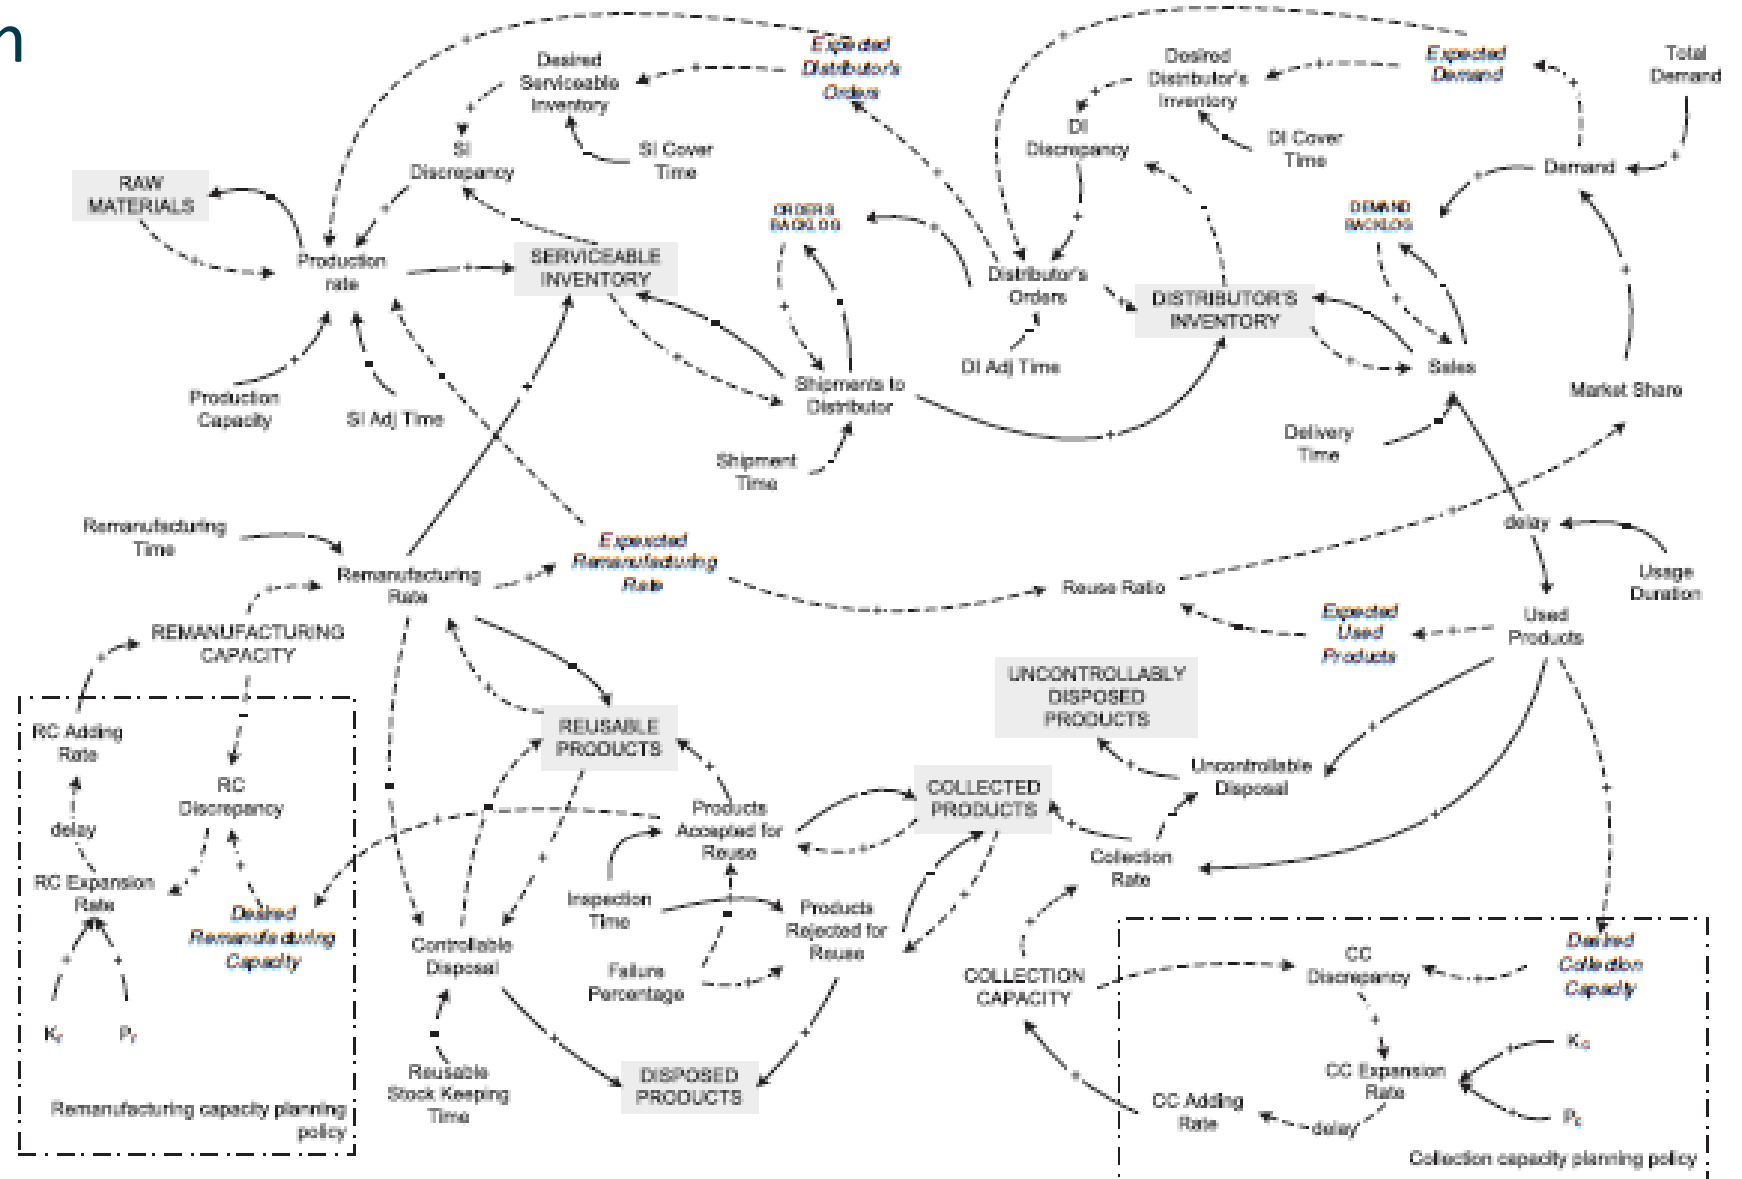 n
Expected
Distributor's
Orders
Desired
Serviceable
Inventory
SI
Discrepancy
SI Cover
Time
RAW
MATERIALS
Production
rate
SERVICEABLE
INVENTORY
ORDERS
BACKLOG
Production
Capacity
SI Adj Time
Shipments to
Distributor
Shipment
Time
Desired
Distributor's
Inventory
Expected
Demand
Total
Demand
DI
Discrepancy
DI Cover
Time
Demand
DEMAND
BACKLOG
Distributor's
Orders
DISTRIBUTOR'S
INVENTORY
DI Adj Time
Sales
Market Share
Delivery
Time
Remanufacturing
Time
Remanufacturing
Rate
Expexcted
Remanufacturing
Rate
Reuse Ratio
delay
Usage
Duration
Expected
Used
Products
Used
Products
REMANUFACTURING
CAPACITY
RC Adding
Rate
RC
Discrepancy
delay
RC Expansion
Rate
Desired
Remanufacturing
Capacity
Kr
Pr
Remanufacturing capacity planning
policy
REUSABLE
PRODUCTS
UNCONTROLLABLY
DISPOSED
PRODUCTS
Uncontrollable
Disposal
COLLECTED
PRODUCTS
Products
Accepted for
Reuse
Collection
Rate
Inspection
Time
Products
Rejected for
Reuse
Controllable
Disposal
Failure
Percentage
COLLECTION
CAPACITY
Reusable
Stock Keeping
Time
DISPOSED
PRODUCTS
CC
Discrepancy
Desired
Collection
Capacity
CC Expansion
Rate
Kc
Pc
CC Adding
Rate
delay
Collection capacity planning policy